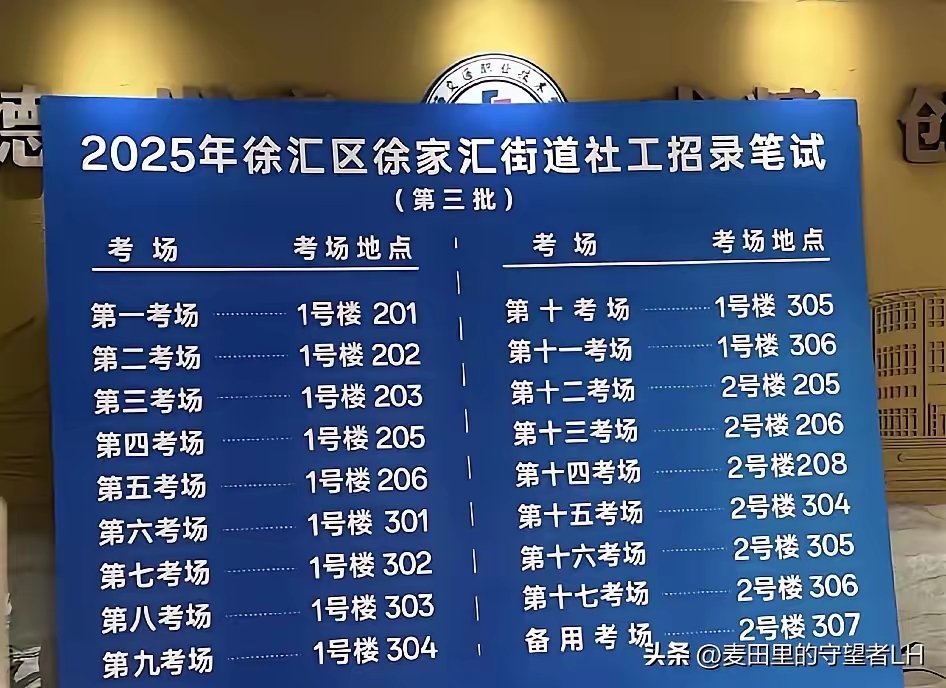 德
创
2025年徐汇区徐家汇街道社工招录笔试
（第三批）
考场 考场地点
第一考场 1号楼 201
第二考场 1号楼 202
第三考场 1号楼 203
第四考场 1号楼 205
第五考场 1号楼 206
第六考场 1号楼 301
第七考场 1号楼 302
第八考场 1号楼 303
第九考场 1号楼 304
考场 考场地点
第十考场 1号楼 305
第十一考场 1号楼 306
第十二考场 2号楼 205
第十三考场 2号楼 206
第十四考场 2号楼208
第十五考场 2号楼 304
第十六考场 2号楼 305
第十七考场 2号楼 306
备用考场 2号楼 307
头条 @麦田里的守望者LH